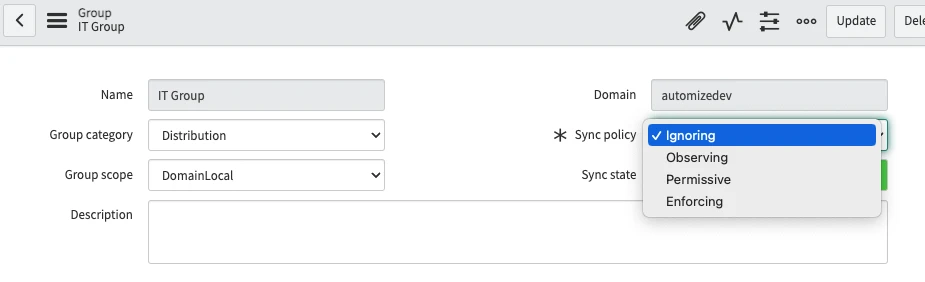 Group
IT Group
Update
Dele
Name
IT Group
Domain
automizedev
Group category
Distribution
Sync policy
Ignoring
Observing
Permissive
Enforcing
Group scope
DomainLocal
Sync state
Description